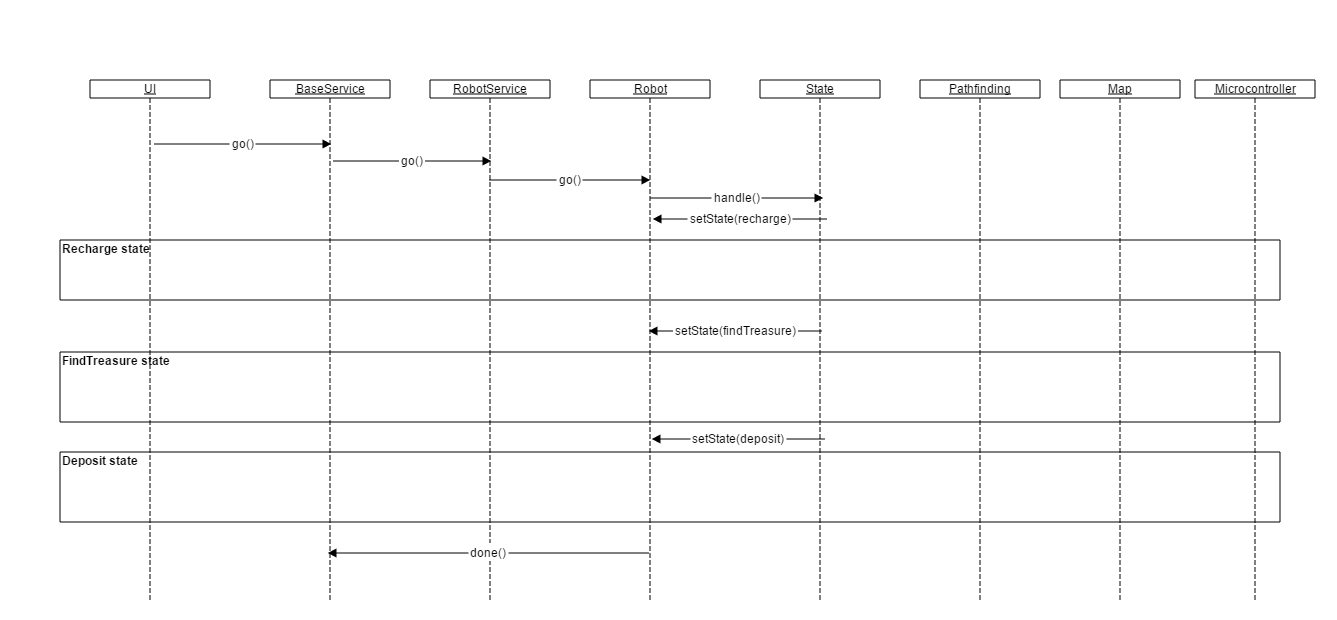 UI
BaseService
RobotService
Robot
State
Pathfinding
Map
Microcontroller
go()
go()
go()
handle()
setState(recharge)
Recharge state
setState(findTreasure)
FindTreasure state
setState(deposit)
Deposit state
done()